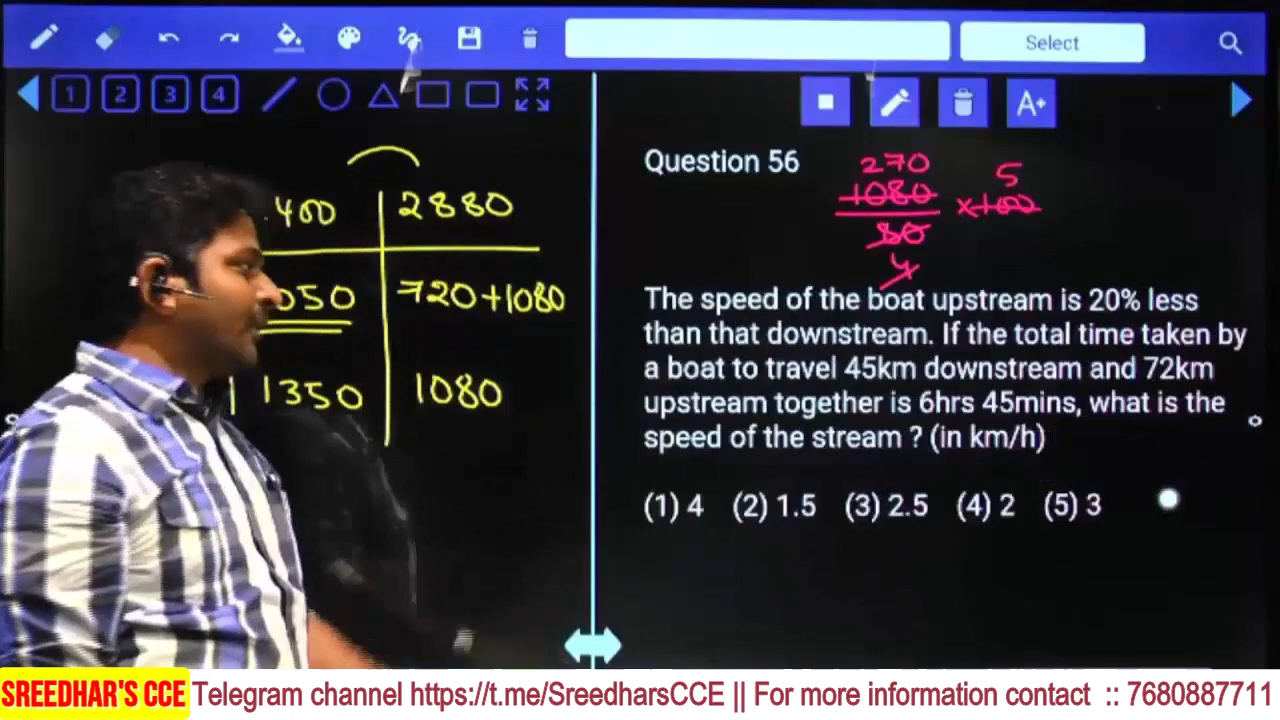 Select
1 2 3 4
A+
400 | 2880
050 | 720+1080
1350 | 1080
Question 56
270 5
1080 ×100
80
4
The speed of the boat upstream is 20% less
than that downstream. If the total time taken by
a boat to travel 45km downstream and 72km
upstream together is 6hrs 45mins, what is the
speed of the stream ? (in km/h)
(1) 4 (2) 1.5 (3) 2.5 (4) 2 (5) 3
SREEDHAR'S CCE Telegram channel https://t.me/SreedharsCCE || For more information contact :: 7680887711